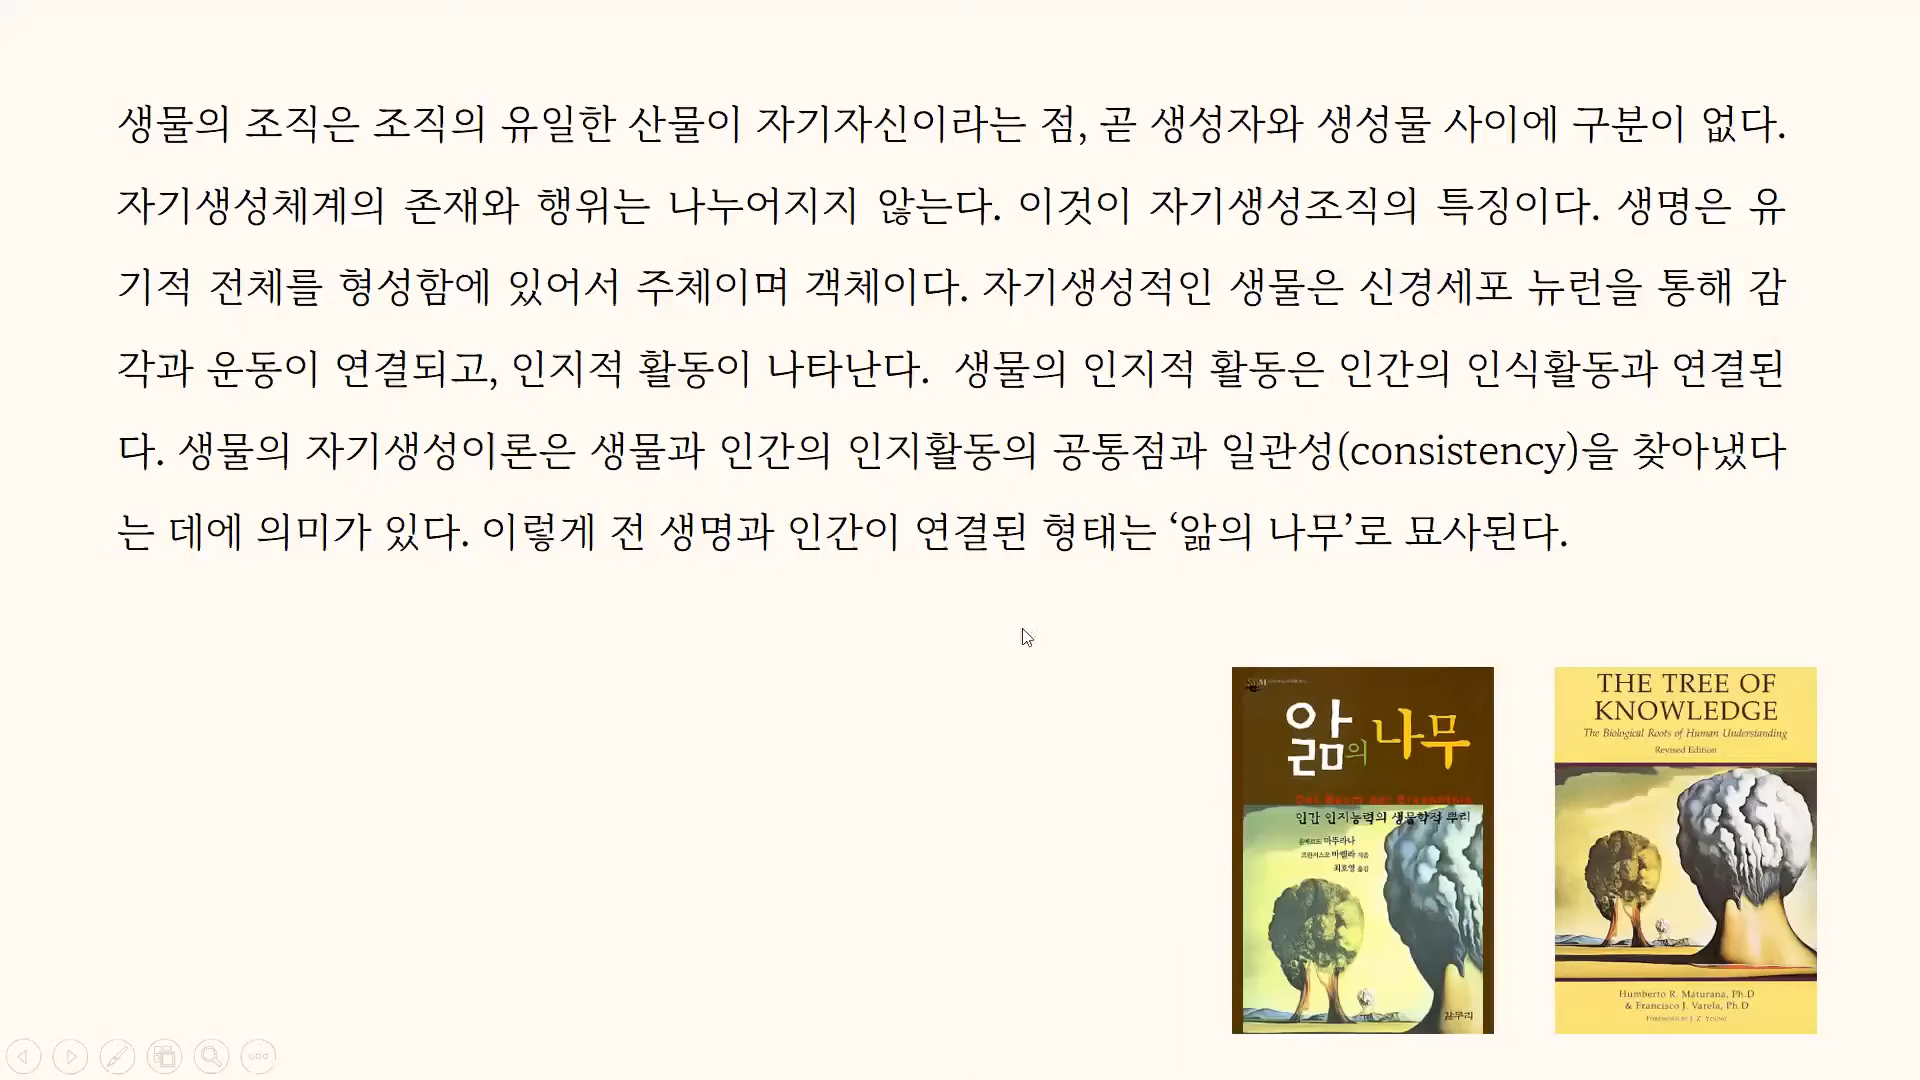 생물의 조직은 조직의 유일한 산물이 자기자신이라는 점, 곧 생성자와 생성물 사이에 구분이 없다.
자기생성체계의 존재와 행위는 나누어지지 않는다. 이것이 자기생성조직의 특징이다. 생명은 유
기적 전체를 형성함에 있어서 주체이며 객체이다. 자기생성적인 생물은 신경세포 뉴런을 통해 감
각과 운동이 연결되고, 인지적 활동이 나타난다.  생물의 인지적 활동은 인간의 인식활동과 연결된
다. 생물의 자기생성이론은 생물과 인간의 인지활동의 공통점과 일관성(consistency)을 찾아냈다
는 데에 의미가 있다. 이렇게 전 생명과 인간이 연결된 형태는 ‘앎의 나무’로 묘사된다.
앎의 나무
인간 인지능력의 생물학적 뿌리
움베르또 마뚜라나
프란시스코 바렐라 지음
최호영 옮김
갈무리
THE TREE OF
KNOWLEDGE
The Biological Roots of Human Understanding
Revised Edition
Humberto R. Maturana, Ph.D
& Francisco J. Varela, Ph.D
Foreword by J. Z. Young